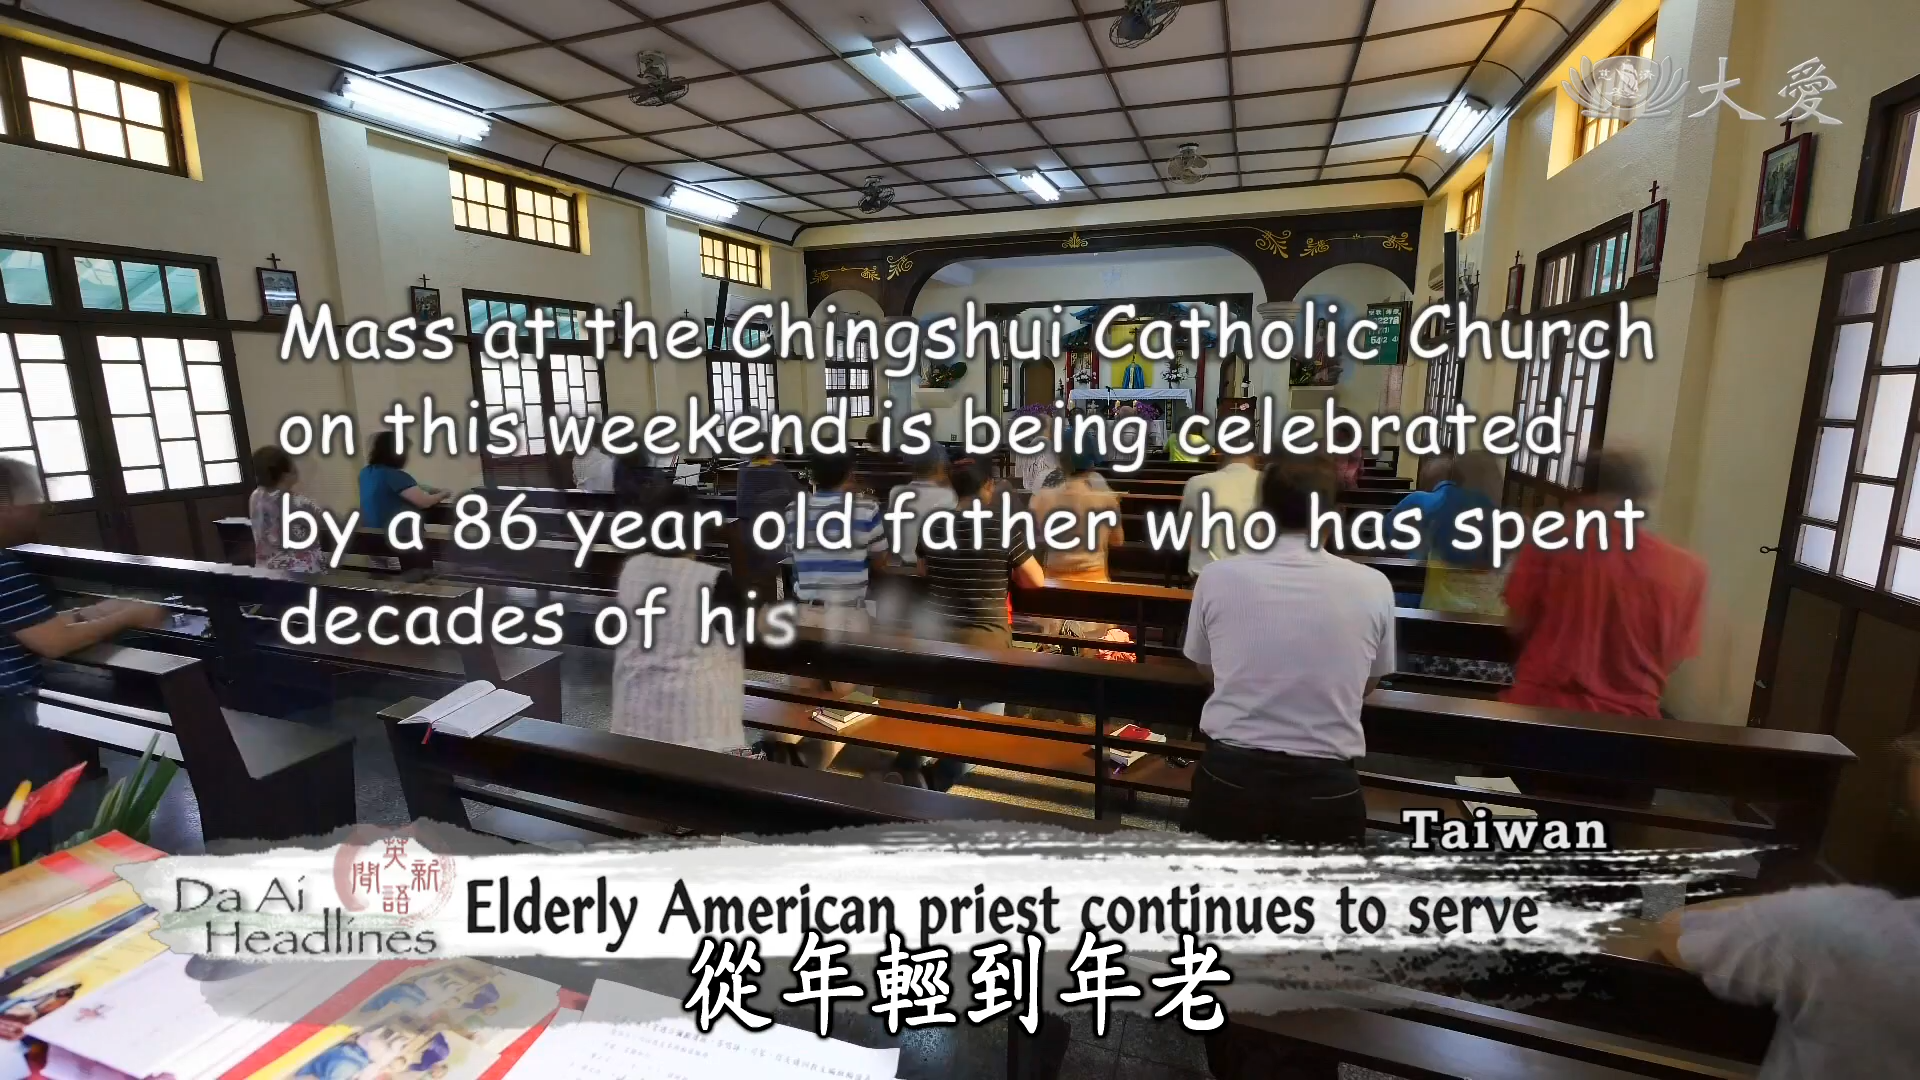 大愛
Mass at the Chingshui Catholic Church
on this weekend is being celebrated
by a 86 year old father who has spent
decades of his
Taiwan
英語新聞
Da Ai
Headlines
Elderly American priest continues to serve
從年輕到年老